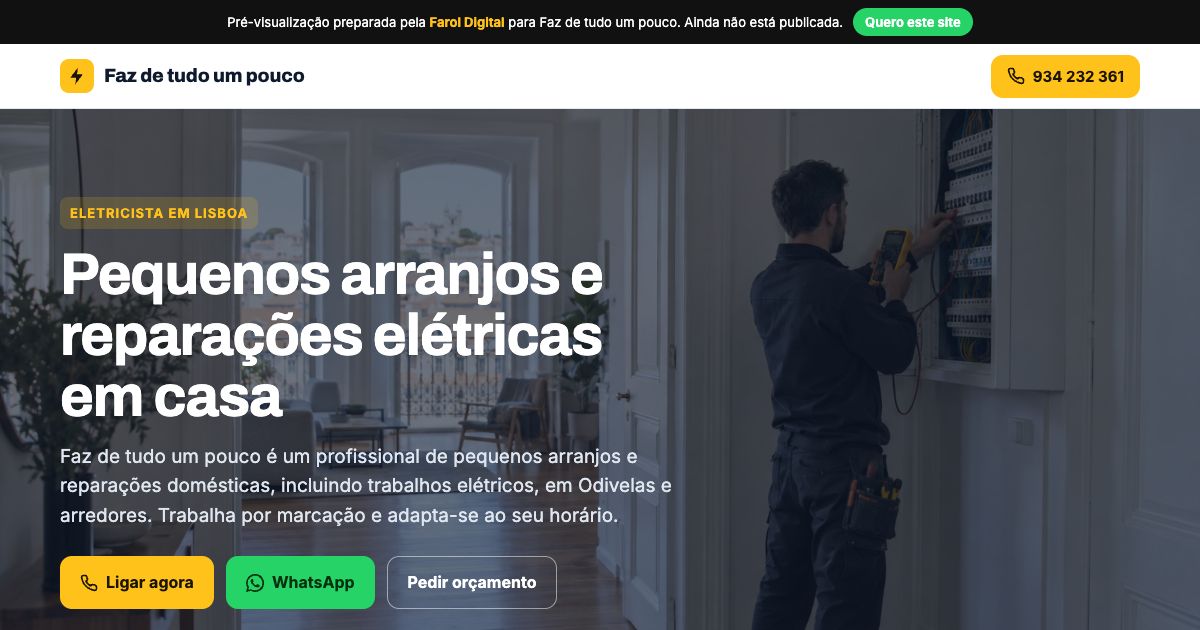 Pré-visualização preparada pela Farol Digital para Faz de tudo um pouco. Ainda não está publicada. Quero este site
Faz de tudo um pouco
934 232 361
ELETRICISTA EM LISBOA
Pequenos arranjos e
reparações elétricas
em casa
Faz de tudo um pouco é um profissional de pequenos arranjos e
reparações domésticas, incluindo trabalhos elétricos, em Odivelas e
arredores. Trabalha por marcação e adapta-se ao seu horário.
Ligar agora
WhatsApp
Pedir orçamento